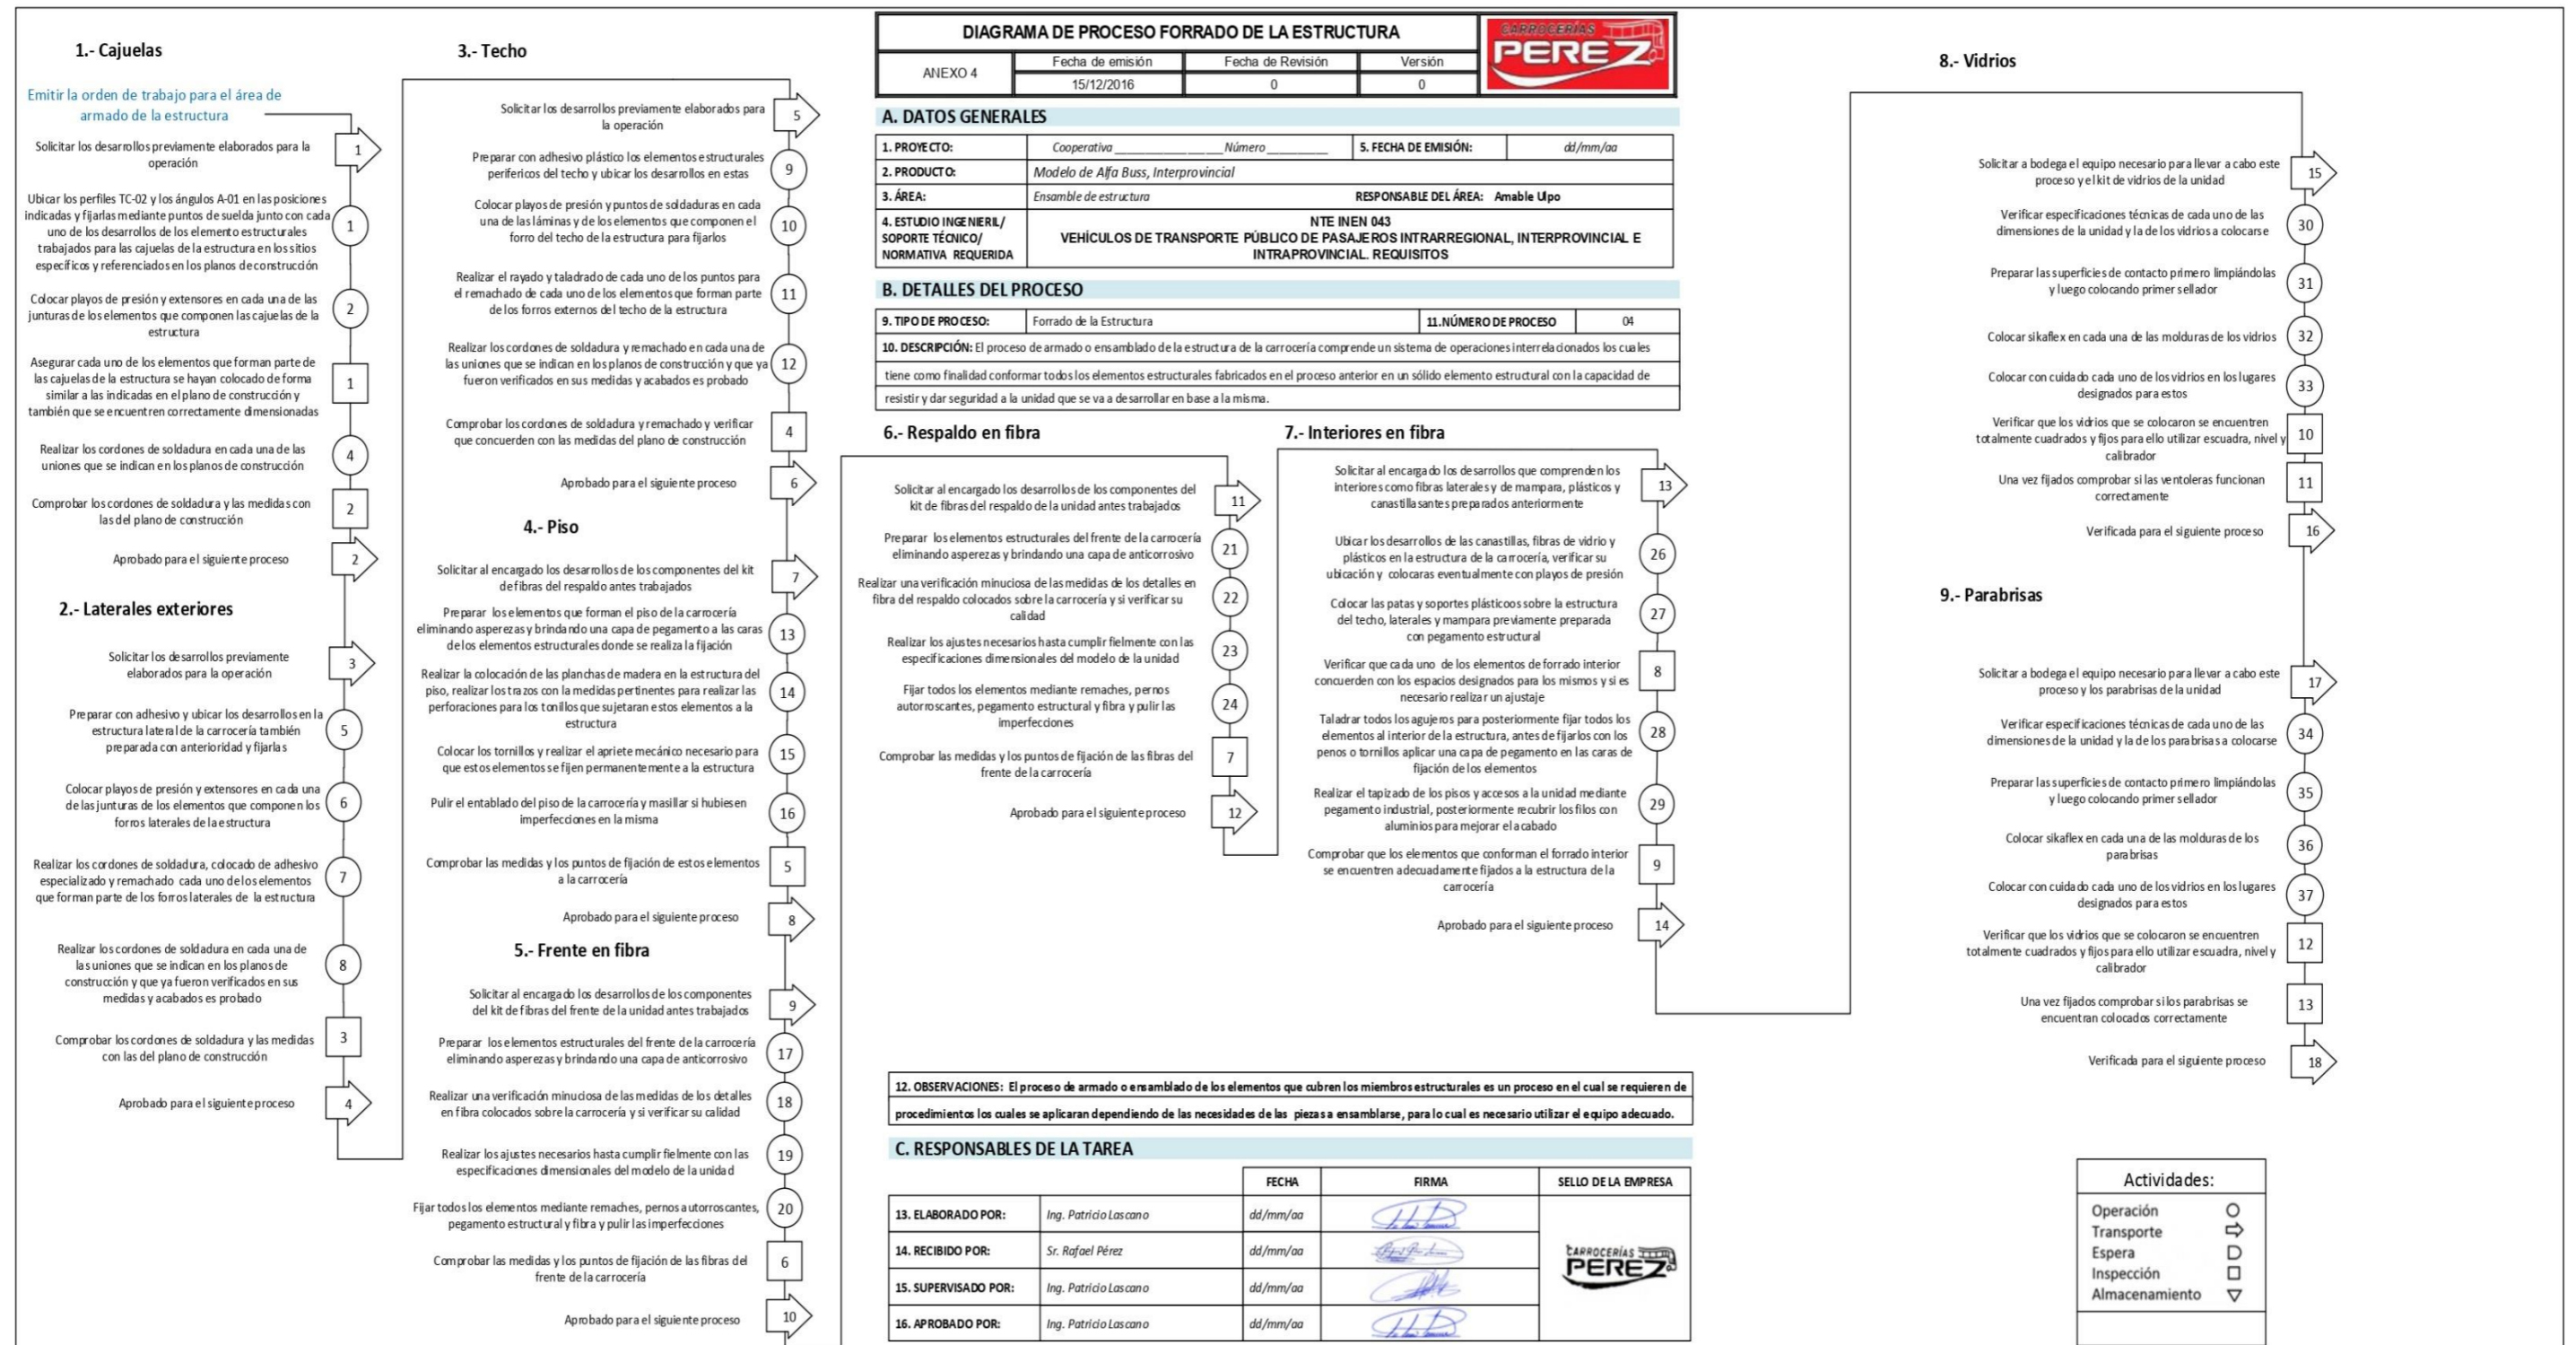 1.- Cajuelas
Emitir la orden de trabajo para el área de
armado de la estructura
Solicitar los desarrollos previamente elaborados para la
operación
1
Ubicar los perfiles TC-02 y los ángulos A-01 en las posiciones
indicadas y fijarlas mediante puntos de suelda junto con cada
uno de los desarrollos de los elemento estructurales
trabajados para las cajuelas de la estructura en los sitios
específicos y referenciados en los planos de construcción
1
Colocar playos de presión y extensores en cada una de las
junturas de los elementos que componen las cajuelas de la
estructura
2
Asegurar cada uno de los elementos que forman parte de
las cajuelas de la estructura se hayan colocado de forma
similar a las indicadas en el plano de construcción y
también que se encuentren correctamente dimensionadas
1
Realizar los cordones de soldadura en cada una de las
uniones que se indican en los planos de construcción
4
Comprobar los cordones de soldadura y las medidas con
las del plano de construcción
2
Aprobado para el siguiente proceso
2
2.- Laterales exteriores
Solicitar los desarrollos previamente
elaborados para la operación
3
Preparar con adhesivo y ubicar los desarrollos en la
estructura lateral de la carrocería también
preparada con anterioridad y fijarlas
5
Colocar playos de presión y extensores en cada una
de las junturas de los elementos que componen los
forros laterales de la estructura
6
Realizar los cordones de soldadura, colocado de adhesivo
especializado y remachado cada uno de los elementos
que forman parte de los forros laterales de la estructura
7
Realizar los cordones de soldadura en cada una de
las uniones que se indican en los planos de
construcción y que ya fueron verificados en sus
medidas y acabados es probado
8
Comprobar los cordones de soldadura y las medidas
con las del plano de construcción
3
Aprobado para el siguiente proceso
4
3.- Techo
Solicitar los desarrollos previamente elaborados para
la operación
5
Preparar con adhesivo plástico los elementos estructurales
perifericos del techo y ubicar los desarrollos en estas
9
Colocar playos de presión y puntos de soldaduras en cada
una de las láminas y de los elementos que componen el
forro del techo de la estructura para fijarlos
10
Realizar el rayado y taladrado de cada uno de los puntos para
el remachado de cada uno de los elementos que forman parte
de los forros externos del techo de la estructura
11
Realizar los cordones de soldadura y remachado en cada una de
las uniones que se indican en los planos de construcción y que ya
fueron verificados en sus medidas y acabados es probado
12
Comprobar los cordones de soldadura y remachado y verificar
que concuerden con las medidas del plano de construcción
4
Aprobado para el siguiente proceso
6
4.- Piso
Solicitar al encargado los desarrollos de los componentes del kit
de fibras del respaldo antes trabajados
7
Preparar los elementos que forman el piso de la carrocería
eliminando asperezas y brindando una capa de pegamento a las caras
de los elementos estructurales donde se realiza la fijación
13
Realizar la colocación de las planchas de madera en la estructura del
piso, realizar los trazos con la medidas pertinentes para realizar las
perforaciones para los tonillos que sujetaran estos elementos a la
estructura
14
Colocar los tornillos y realizar el apriete mecánico necesario para
que estos elementos se fijen permanentemente a la estructura
15
Pulir el entablado del piso de la carrocería y masillar si hubiesen
imperfecciones en la misma
16
Comprobar las medidas y los puntos de fijación de estos elementos
a la carrocería
5
Aprobado para el siguiente proceso
8
5.- Frente en fibra
Solicitar al encargado los desarrollos de los componentes
del kit de fibras del frente de la unidad antes trabajados
9
Preparar los elementos estructurales del frente de la carrocería
eliminando asperezas y brindando una capa de anticorrosivo
17
Realizar una verificación minuciosa de las medidas de los detalles
en fibra colocados sobre la carrocería y si verificar su calidad
18
Realizar los ajustes necesarios hasta cumplir fielmente con las
especificaciones dimensionales del modelo de la unidad
19
Fijar todos los elementos mediante remaches, pernos autorroscantes,
pegamento estructural y fibra y pulir las imperfecciones
20
Comprobar las medidas y los puntos de fijación de las fibras del
frente de la carrocería
6
Aprobado para el siguiente proceso
10
DIAGRAMA DE PROCESO FORRADO DE LA ESTRUCTURA
CARROCERÍAS
PEREZ
ANEXO 4
Fecha de emisión
Fecha de Revisión
Versión
15/12/2016
0
0
A. DATOS GENERALES
1. PROYECTO:
Cooperativa ____________________ Número ___________
5. FECHA DE EMISIÓN:
dd/mm/aa
2. PRODUCTO:
Modelo de Alfa Buss, Interprovincial
3. ÁREA:
Ensamble de estructura
RESPONSABLE DEL ÁREA: Amable Ulpo
4. ESTUDIO INGENIERIL/
SOPORTE TÉCNICO/
NORMATIVA REQUERIDA
NTE INEN 043
VEHÍCULOS DE TRANSPORTE PÚBLICO DE PASAJEROS INTRARREGIONAL, INTERPROVINCIAL E
INTRAPROVINCIAL. REQUISITOS
B. DETALLES DEL PROCESO
9. TIPO DE PROCESO:
Forrado de la Estructura
11.NÚMERO DE PROCESO
04
10. DESCRIPCIÓN: El proceso de armado o ensamblado de la estructura de la carrocería comprende un sistema de operaciones interrelacionados los cuales
tiene como finalidad conformar todos los elementos estructurales fabricados en el proceso anterior en un sólido elemento estructural con la capacidad de
resistir y dar seguridad a la unidad que se va a desarrollar en base a la misma.
6.- Respaldo en fibra
Solicitar al encargado los desarrollos de los componentes del
kit de fibras del respaldo de la unidad antes trabajados
11
Preparar los elementos estructurales del frente de la carrocería
eliminando asperezas y brindando una capa de anticorrosivo
21
Realizar una verificación minuciosa de las medidas de los detalles en
fibra del respaldo colocados sobre la carrocería y si verificar su
calidad
22
Realizar los ajustes necesarios hasta cumplir fielmente con las
especificaciones dimensionales del modelo de la unidad
23
Fijar todos los elementos mediante remaches, pernos
autorroscantes, pegamento estructural y fibra y pulir las
imperfecciones
24
Comprobar las medidas y los puntos de fijación de las fibras del
frente de la carrocería
7
Aprobado para el siguiente proceso
12
7.- Interiores en fibra
Solicitar al encargado los desarrollos que comprenden los
interiores como fibras laterales y de mampara, plásticos y
canastillas antes preparados anteriormente
13
Ubicar los desarrollos de las canastillas, fibras de vidrio y
plásticos en la estructura de la carrocería, verificar su
ubicación y colocaras eventualmente con playos de presión
26
Colocar las patas y soportes plásticoos sobre la estructura
del techo, laterales y mampara previamente preparada
con pegamento estructural
27
Verificar que cada uno de los elementos de forrado interior
concuerden con los espacios designados para los mismos y si es
necesario realizar un ajustaje
8
Taladrar todos los agujeros para posteriormente fijar todos los
elementos al interior de la estructura, antes de fijarlos con los
penos o tornillos aplicar una capa de pegamento en las caras de
fijación de los elementos
28
Realizar el tapizado de los pisos y accesos a la unidad mediante
pegamento industrial, posteriormente recubrir los filos con
aluminios para mejorar el acabado
29
Comprobar que los elementos que conforman el forrado interior
se encuentren adecuadamente fijados a la estructura de la
carrocería
9
Aprobado para el siguiente proceso
14
12. OBSERVACIONES: El proceso de armado o ensamblado de los elementos que cubren los miembros estructurales es un proceso en el cual se requieren de
procedimientos los cuales se aplicaran dependiendo de las necesidades de las piezas a ensamblarse, para lo cual es necesario utilizar el equipo adecuado.
C. RESPONSABLES DE LA TAREA
FECHA
FIRMA
SELLO DE LA EMPRESA
13. ELABORADO POR:
Ing. Patricio Lascano
dd/mm/aa
14. RECIBIDO POR:
Sr. Rafael Pérez
dd/mm/aa
15. SUPERVISADO POR:
Ing. Patricio Lascano
dd/mm/aa
16. APROBADO POR:
Ing. Patricio Lascano
dd/mm/aa
CARROCERÍAS
PEREZ
8.- Vidrios
Solicitar a bodega el equipo necesario para llevar a cabo este
proceso y el kit de vidrios de la unidad
15
Verificar especificaciones técnicas de cada uno de las
dimensiones de la unidad y la de los vidrios a colocarse
30
Preparar las superficies de contacto primero limpiándolas
y luego colocando primer sellador
31
Colocar sikaflex en cada una de las molduras de los vidrios
32
Colocar con cuidado cada uno de los vidrios en los lugares
designados para estos
33
Verificar que los vidrios que se colocaron se encuentren
totalmente cuadrados y fijos para ello utilizar escuadra, nivel y
calibrador
10
Una vez fijados comprobar si las ventoleras funcionan
correctamente
11
Verificada para el siguiente proceso
16
9.- Parabrisas
Solicitar a bodega el equipo necesario para llevar a cabo este
proceso y los parabrisas de la unidad
17
Verificar especificaciones técnicas de cada uno de las
dimensiones de la unidad y la de los parabrisas a colocarse
34
Preparar las superficies de contacto primero limpiándolas
y luego colocando primer sellador
35
Colocar sikaflex en cada una de las molduras de los
parabrisas
36
Colocar con cuidado cada uno de los vidrios en los lugares
designados para estos
37
Verificar que los vidrios que se colocaron se encuentren
totalmente cuadrados y fijos para ello utilizar escuadra, nivel y
calibrador
12
Una vez fijados comprobar si los parabrisas se
encuentran colocados correctamente
13
Verificada para el siguiente proceso
18
Actividades:
Operación
Transporte
Espera
Inspección
Almacenamiento